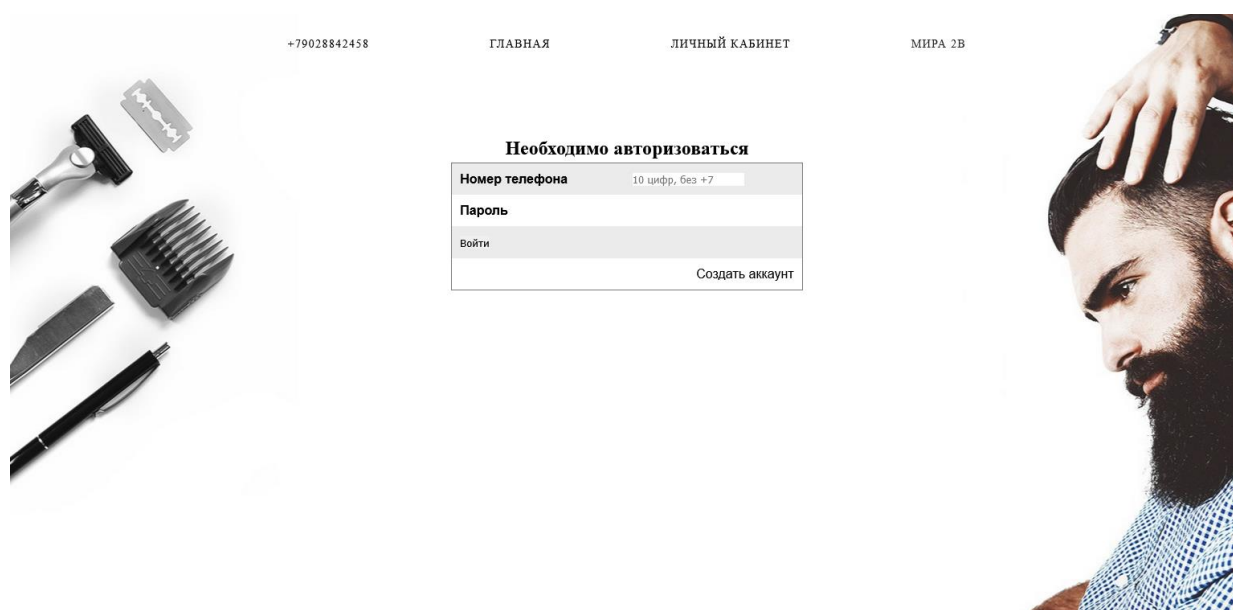 +79028842458 ГЛАВНАЯ ЛИЧНЫЙ КАБИНЕТ МИРА 2В
Необходимо авторизоваться
Номер телефона 10 цифр, без +7
Пароль
Войти
Создать аккаунт